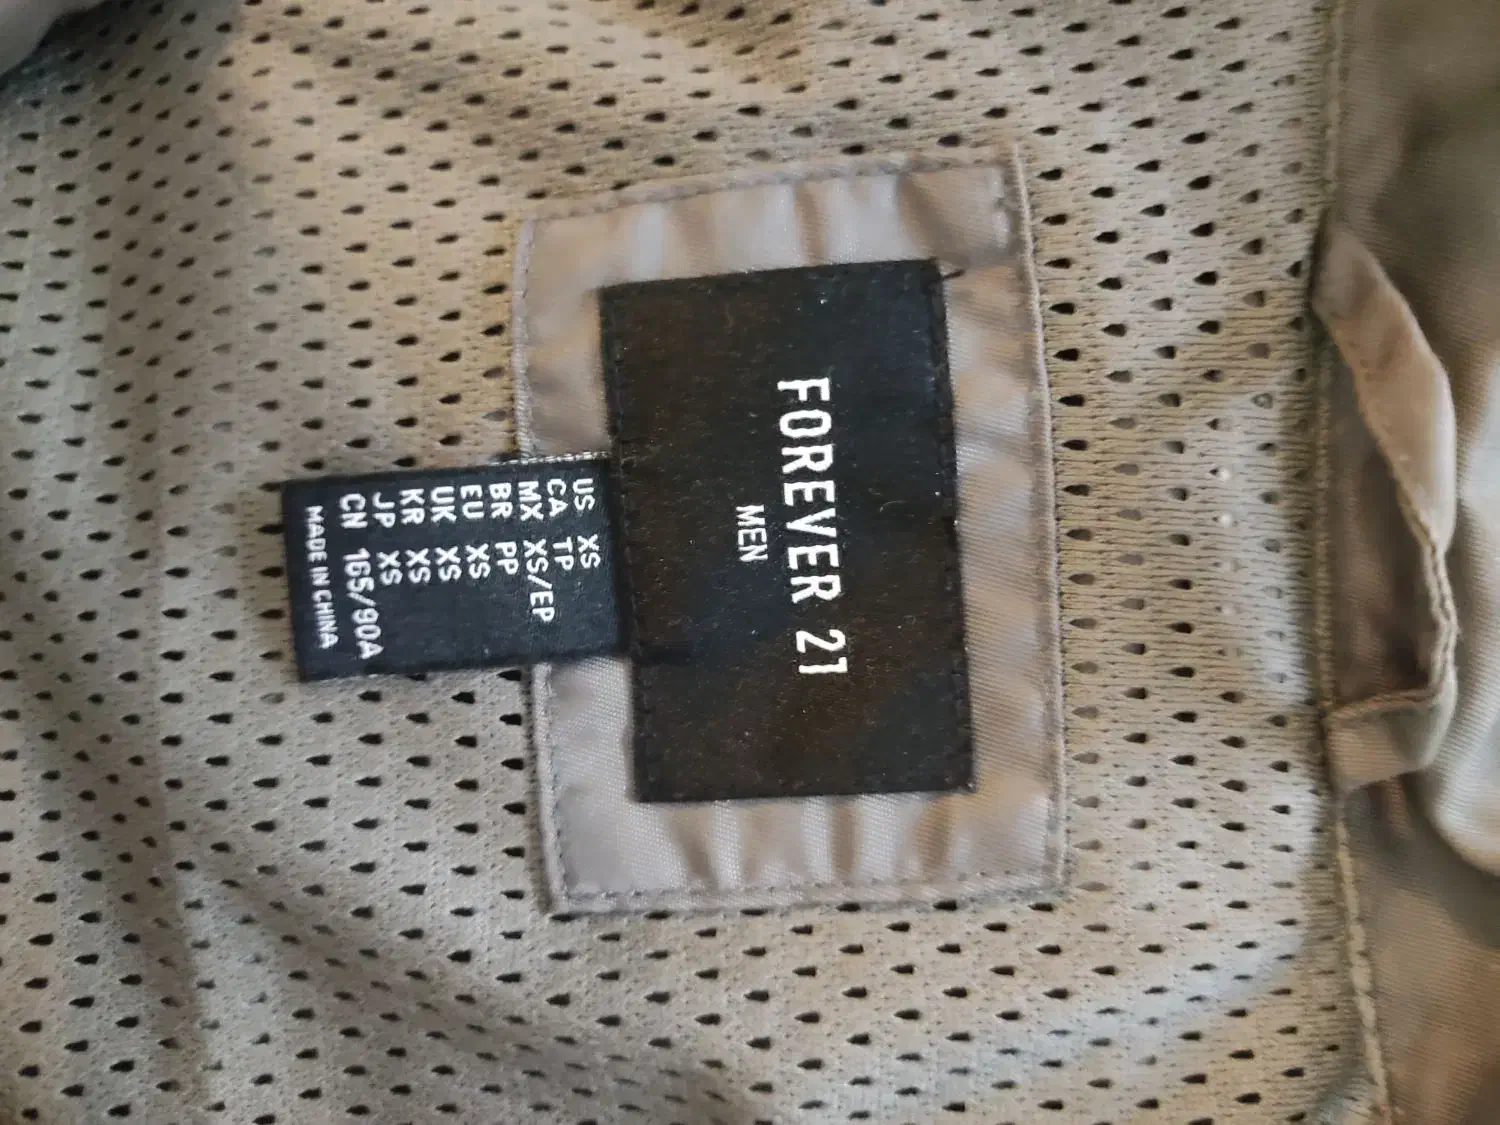 FOREVER 21
MEN
US XS
CA TP
MX XS/EP
BR PP
EU XS
UK XS
KR XS
JP XS
CN 165/90A
MADE IN CHINA